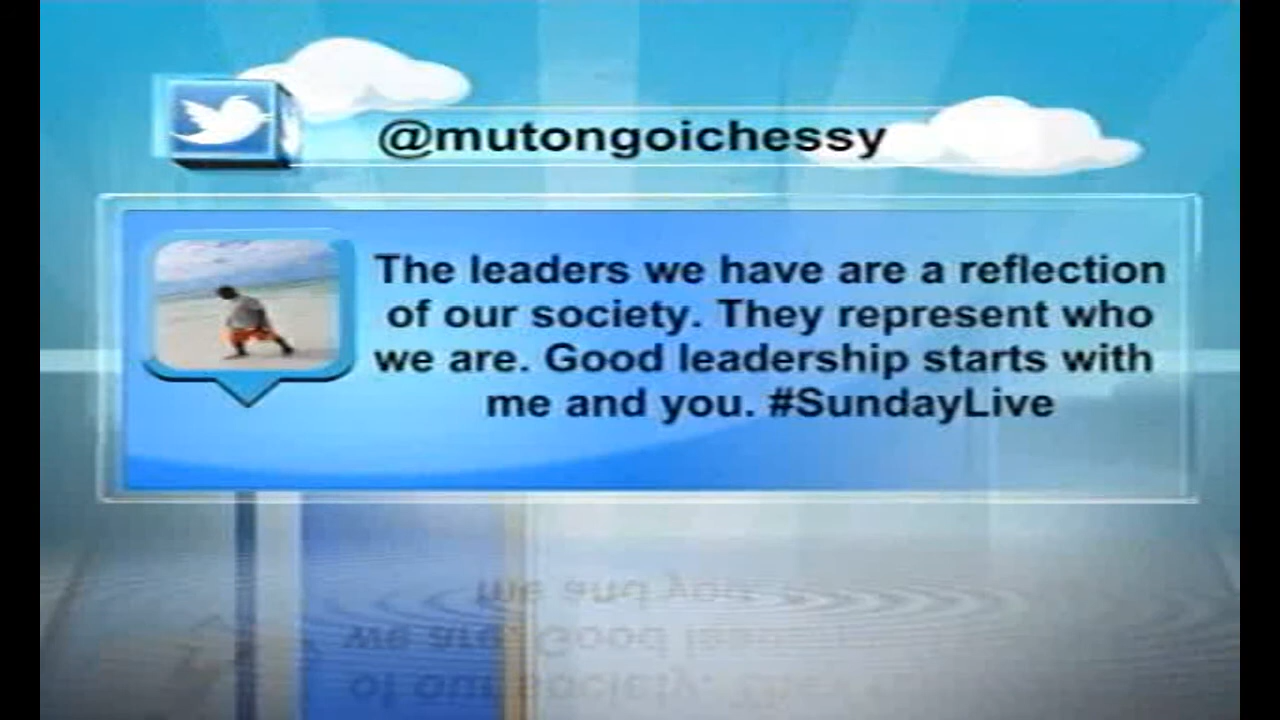 @mutongoichessy
The leaders we have are a reflection
of our society. They represent who
we are. Good leadership starts with
me and you. #SundayLive